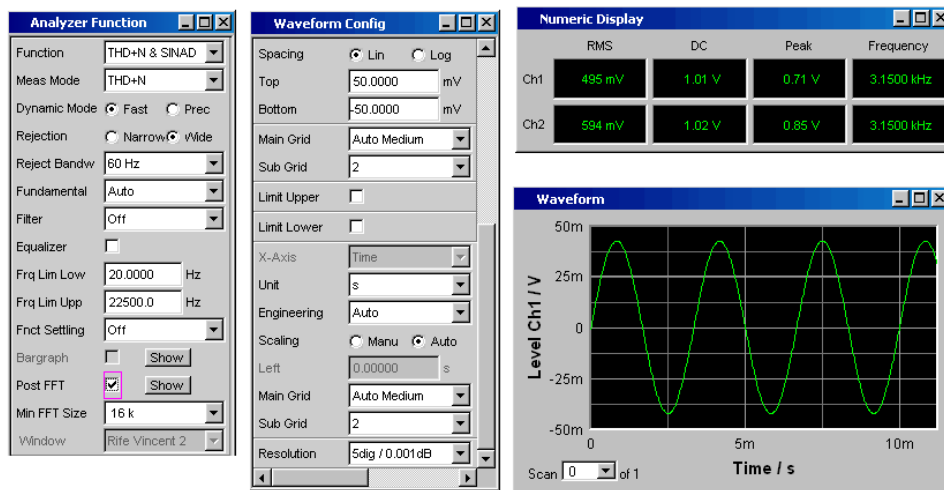 Analyzer Function
Function THD+N & SINAD
Meas Mode THD+N
Dynamic Mode Fast Prec
Rejection Narrow Wide
Reject Bandw 60 Hz
Fundamental Auto
Filter Off
Equalizer
Frq Lim Low 20.0000 Hz
Frq Lim Upp 22500.0 Hz
Fnct Settling Off
Bargraph Show
Post FFT Show
Min FFT Size 16 k
Window Rife Vincent 2
Waveform Config
Spacing Lin Log
Top 50.0000 mV
Bottom -50.0000 mV
Main Grid Auto Medium
Sub Grid 2
Limit Upper
Limit Lower
X-Axis Time
Unit s
Engineering Auto
Scaling Manu Auto
Left 0.00000 s
Main Grid Auto Medium
Sub Grid 2
Resolution 5dig / 0.001dB
Numeric Display
RMS DC Peak Frequency
Ch1 495 mV 1.01 V 0.71 V 3.1500 kHz
Ch2 594 mV 1.02 V 0.85 V 3.1500 kHz
Waveform
Level Ch1 / V
50m
25m
0
-25m
-50m
0 5m 10m
Time / s
Scan 0 of 1